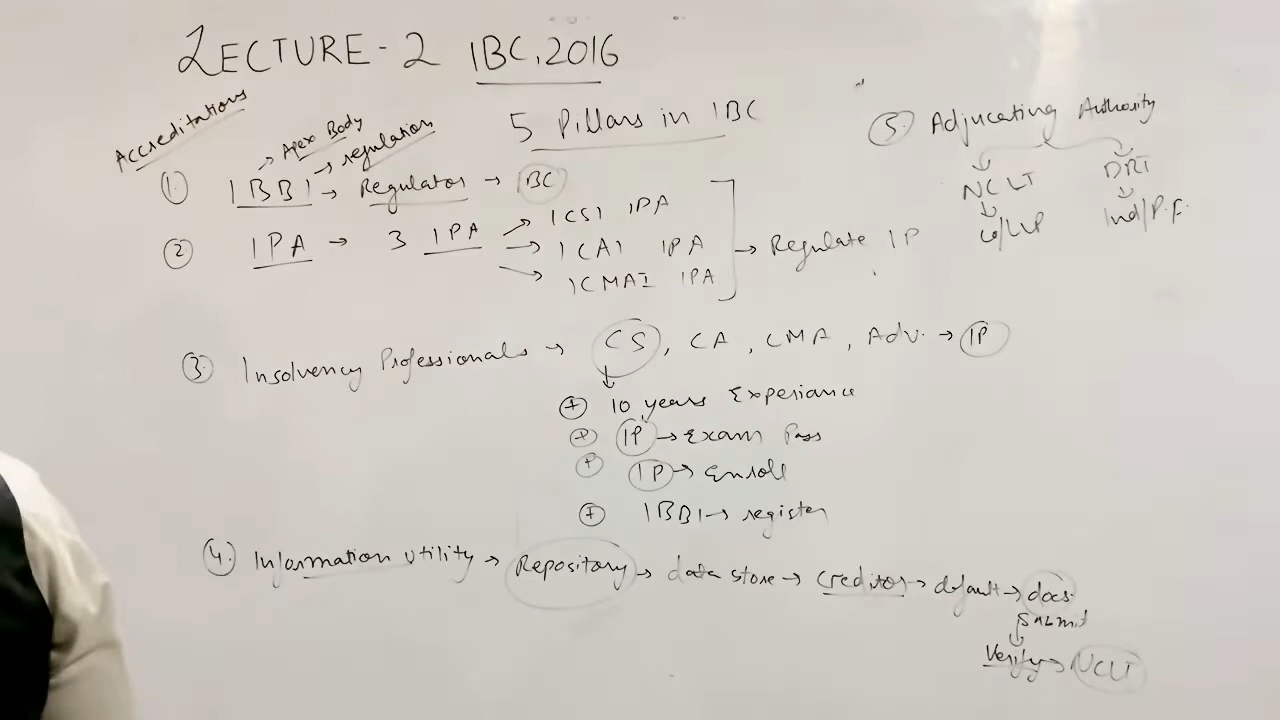 LECTURE - 2 IBC, 2016
Accreditations
5 Pillars in IBC
→ Apex Body
→ regulation
1. IBBI → Regulator → IBC
2. IPA → 3 IPA → ICSI IPA
→ ICAI IPA
→ ICMAI IPA
→ Regulate IP
3. Insolvency Professionals → CS, CA, CMA, Adv. → IP
+ 10 years Experiance
+ IP → Exam Pass
+ IP → Enroll
+ IBBI → register
4. Information utility → Repository → data store → creditor → default → docs.
Submit
Verify → NCLT
5. Adjucating Authority
NCLT DRT
Co/LLP Ind/P.F.